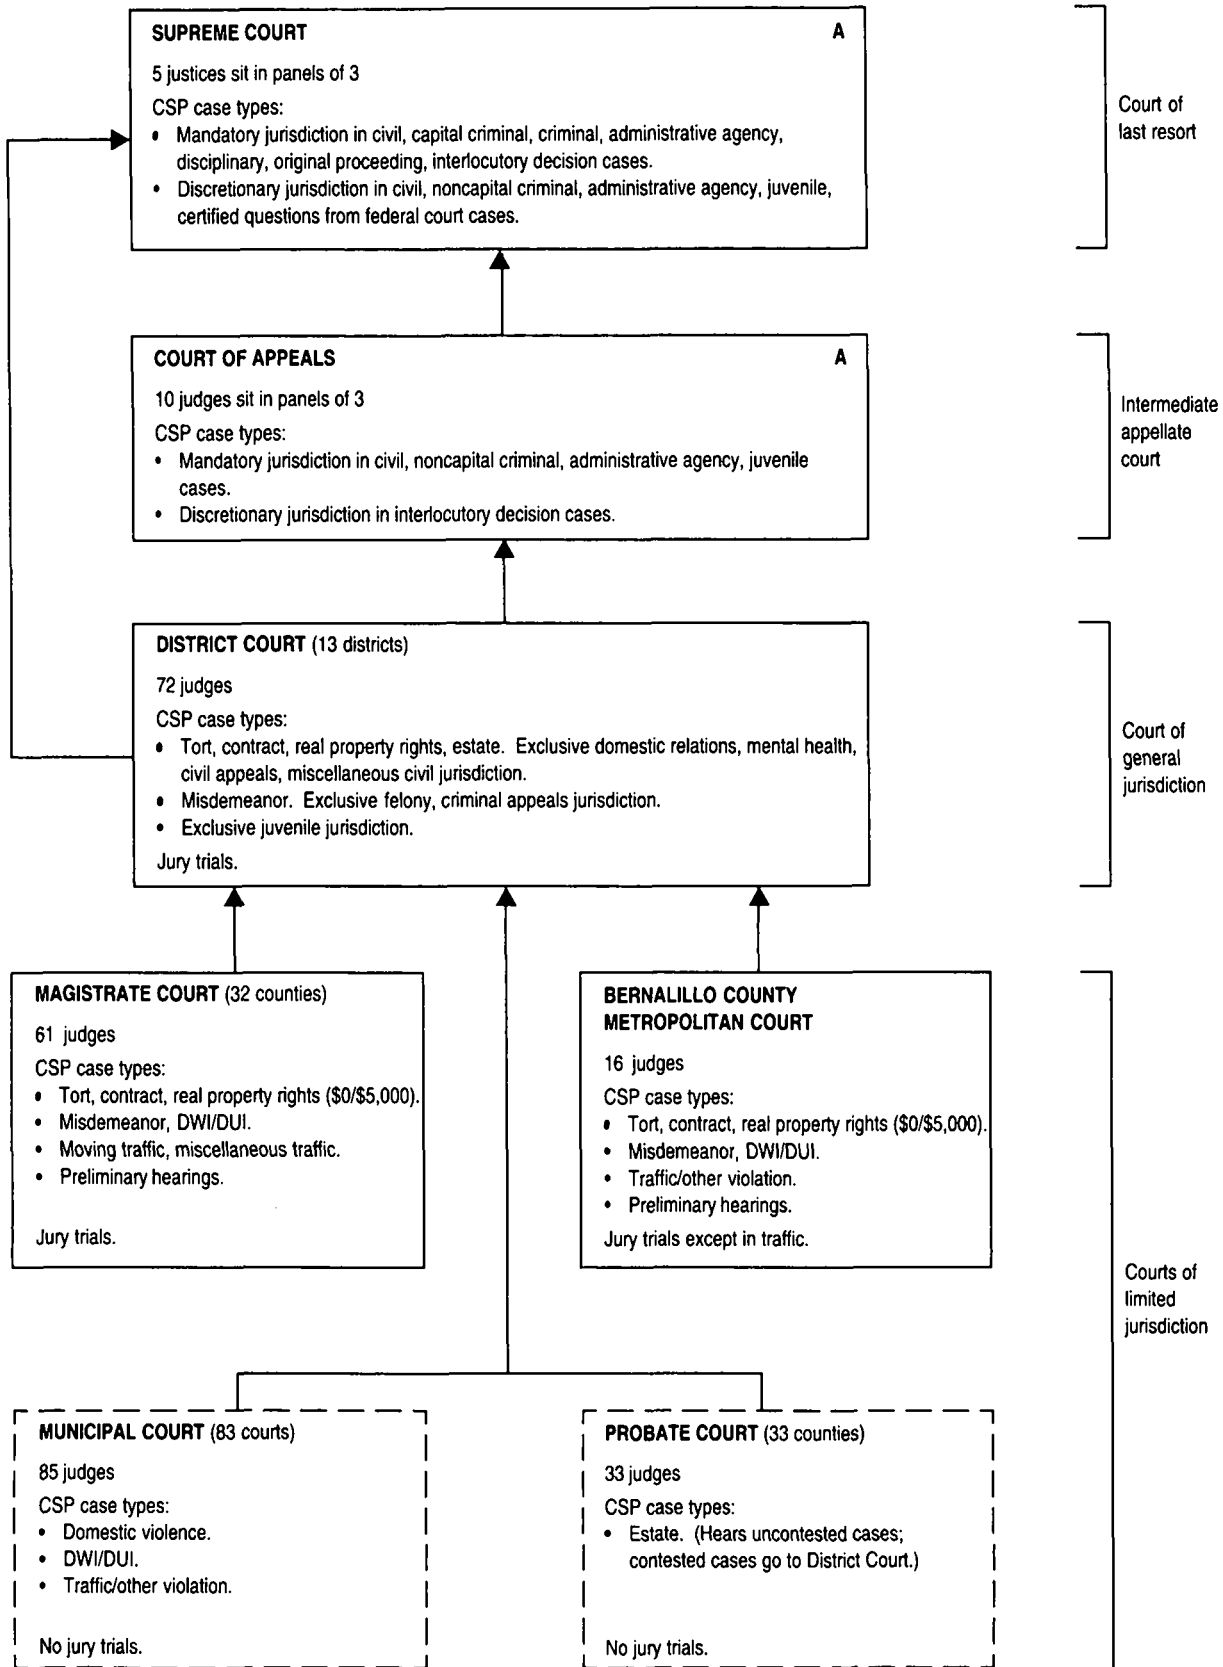 SUPREME COURT A
5 justices sit in panels of 3
CSP case types:
• Mandatory jurisdiction in civil, capital criminal, criminal, administrative agency,
disciplinary, original proceeding, interlocutory decision cases.
• Discretionary jurisdiction in civil, noncapital criminal, administrative agency, juvenile,
certified questions from federal court cases.
Court of
last resort
COURT OF APPEALS A
10 judges sit in panels of 3
CSP case types:
• Mandatory jurisdiction in civil, noncapital criminal, administrative agency, juvenile
cases.
• Discretionary jurisdiction in interlocutory decision cases.
Intermediate
appellate
court
DISTRICT COURT (13 districts)
72 judges
CSP case types:
• Tort, contract, real property rights, estate. Exclusive domestic relations, mental health,
civil appeals, miscellaneous civil jurisdiction.
• Misdemeanor. Exclusive felony, criminal appeals jurisdiction.
• Exclusive juvenile jurisdiction.
Jury trials.
Court of
general
jurisdiction
MAGISTRATE COURT (32 counties)
61 judges
CSP case types:
• Tort, contract, real property rights ($0/$5,000).
• Misdemeanor, DWI/DUI.
• Moving traffic, miscellaneous traffic.
• Preliminary hearings.
Jury trials.
BERNALILLO COUNTY
METROPOLITAN COURT
16 judges
CSP case types:
• Tort, contract, real property rights ($0/$5,000).
• Misdemeanor, DWI/DUI.
• Traffic/other violation.
• Preliminary hearings.
Jury trials except in traffic.
Courts of
limited
jurisdiction
MUNICIPAL COURT (83 courts)
85 judges
CSP case types:
• Domestic violence.
• DWI/DUI.
• Traffic/other violation.
No jury trials.
PROBATE COURT (33 counties)
33 judges
CSP case types:
• Estate. (Hears uncontested cases;
contested cases go to District Court.)
No jury trials.